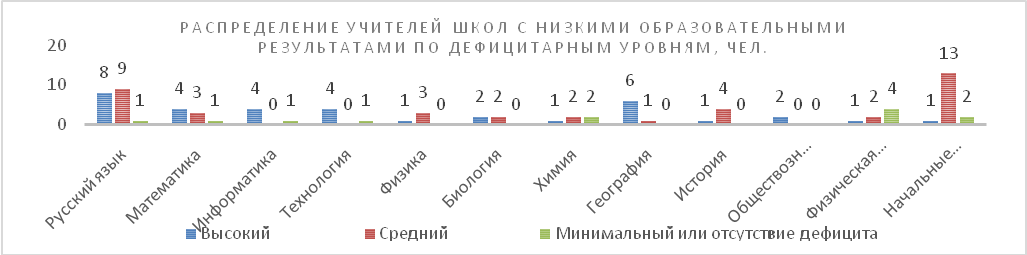 РАСПРЕДЕЛЕНИЕ УЧИТЕЛЕЙ ШКОЛ С НИЗКИМИ ОБРАЗОВАТЕЛЬНЫМИ
РЕЗУЛЬТАТАМИ ПО ДЕФИЦИТАРНЫМ УРОВНЯМ, ЧЕЛ.
20
10
0
8 9 1
4 3 1
4 0 1
4 0 1
1 3 0
2 2 0
1 2 2
6 1 0
1 4 0
2 0 0
1 2 4
1 13 2
Русский язык
Математика
Информатика
Технология
Физика
Биология
Химия
География
История
Обществозн...
Физическая...
Начальные...
Высокий
Средний
Минимальный или отсутствие дефицита